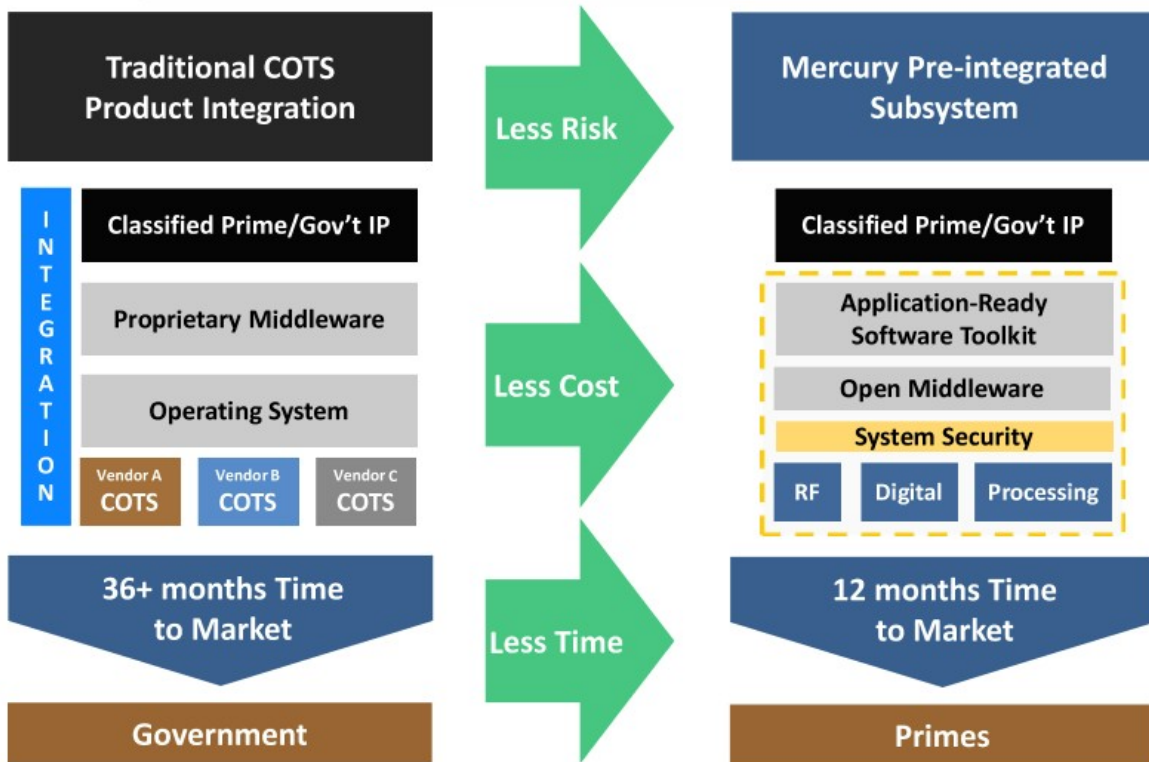 Traditional COTS
Product Integration
Less Risk
Mercury Pre-integrated
Subsystem
INTEGRATION
Classified Prime/Gov't IP
Proprietary Middleware
Operating System
Vendor A
COTS
Vendor B
COTS
Vendor C
COTS
Less Cost
Classified Prime/Gov't IP
Application-Ready
Software Toolkit
Open Middleware
System Security
RF
Digital
Processing
36+ months Time
to Market
Less Time
12 months Time
to Market
Government
Primes